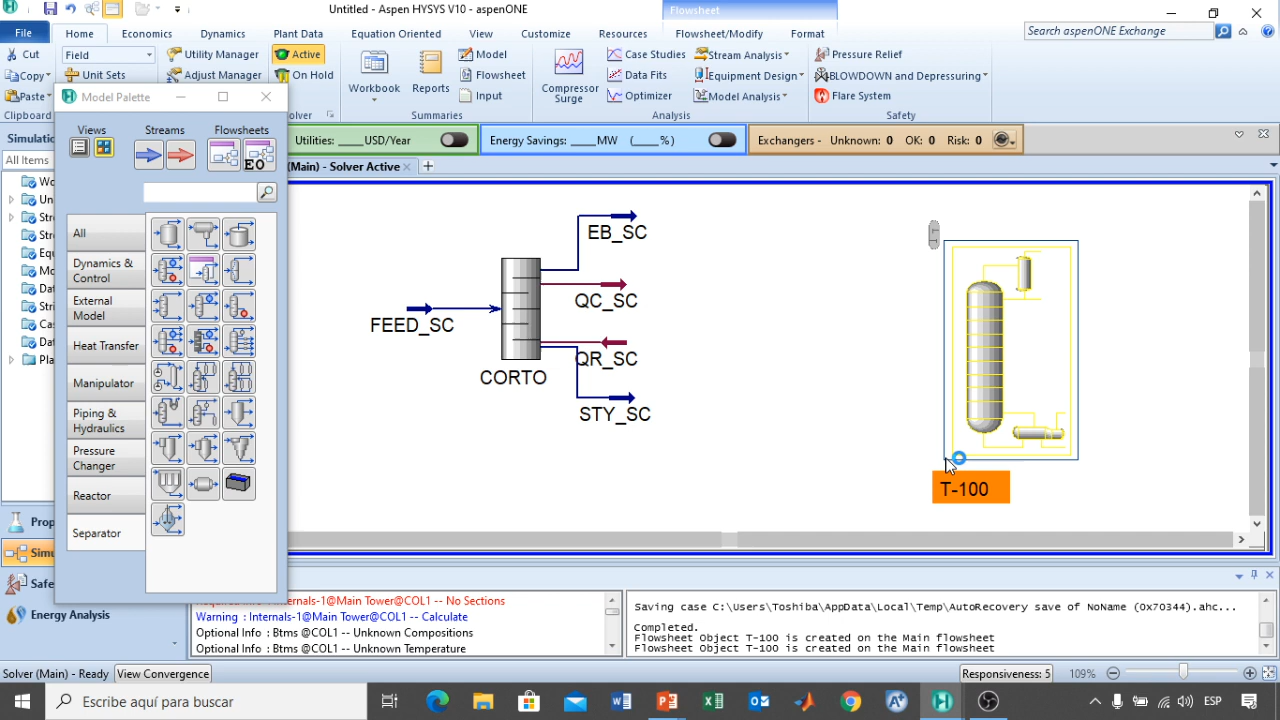 Untitled - Aspen HYSYS V10 - aspenONE
Flowsheet
File
Home
Economics
Dynamics
Plant Data
Equation Oriented
View
Customize
Resources
Flowsheet/Modify
Format
Search aspenONE Exchange
Cut
Copy
Paste
Clipboard
Field
Unit Sets
Utility Manager
Adjust Manager
Active
On Hold
Workbook
Reports
Model
Flowsheet
Input
Summaries
Compressor
Surge
Case Studies
Data Fits
Optimizer
Stream Analysis
Equipment Design
Model Analysis
Analysis
Pressure Relief
BLOWDOWN and Depressuring
Flare System
Safety
Model Palette
Views
Streams
Flowsheets
EO
All
Dynamics &
Control
External
Model
Heat Transfer
Manipulator
Piping &
Hydraulics
Pressure
Changer
Reactor
Separator
Utilities: ____ USD/Year
Energy Savings: ____ MW (____%)
Exchangers - Unknown: 0 OK: 0 Risk: 0
(Main) - Solver Active
All Items
FEED_SC
CORTO
EB_SC
QC_SC
QR_SC
STY_SC
T-100
Energy Analysis
Warning : Internals-1@Main Tower@COL1 -- Calculate
Optional Info : Btms @COL1 -- Unknown Compositions
Optional Info : Btms @COL1 -- Unknown Temperature
Saving case C:\Users\Toshiba\AppData\Local\Temp\AutoRecovery save of NoName (0x70344).ahc...
Completed.
Flowsheet Object T-100 is created on the Main flowsheet
Flowsheet Object T-100 is created on the Main flowsheet
Solver (Main) - Ready
View Convergence
Responsiveness: 5
109%
Escribe aquí para buscar
ESP